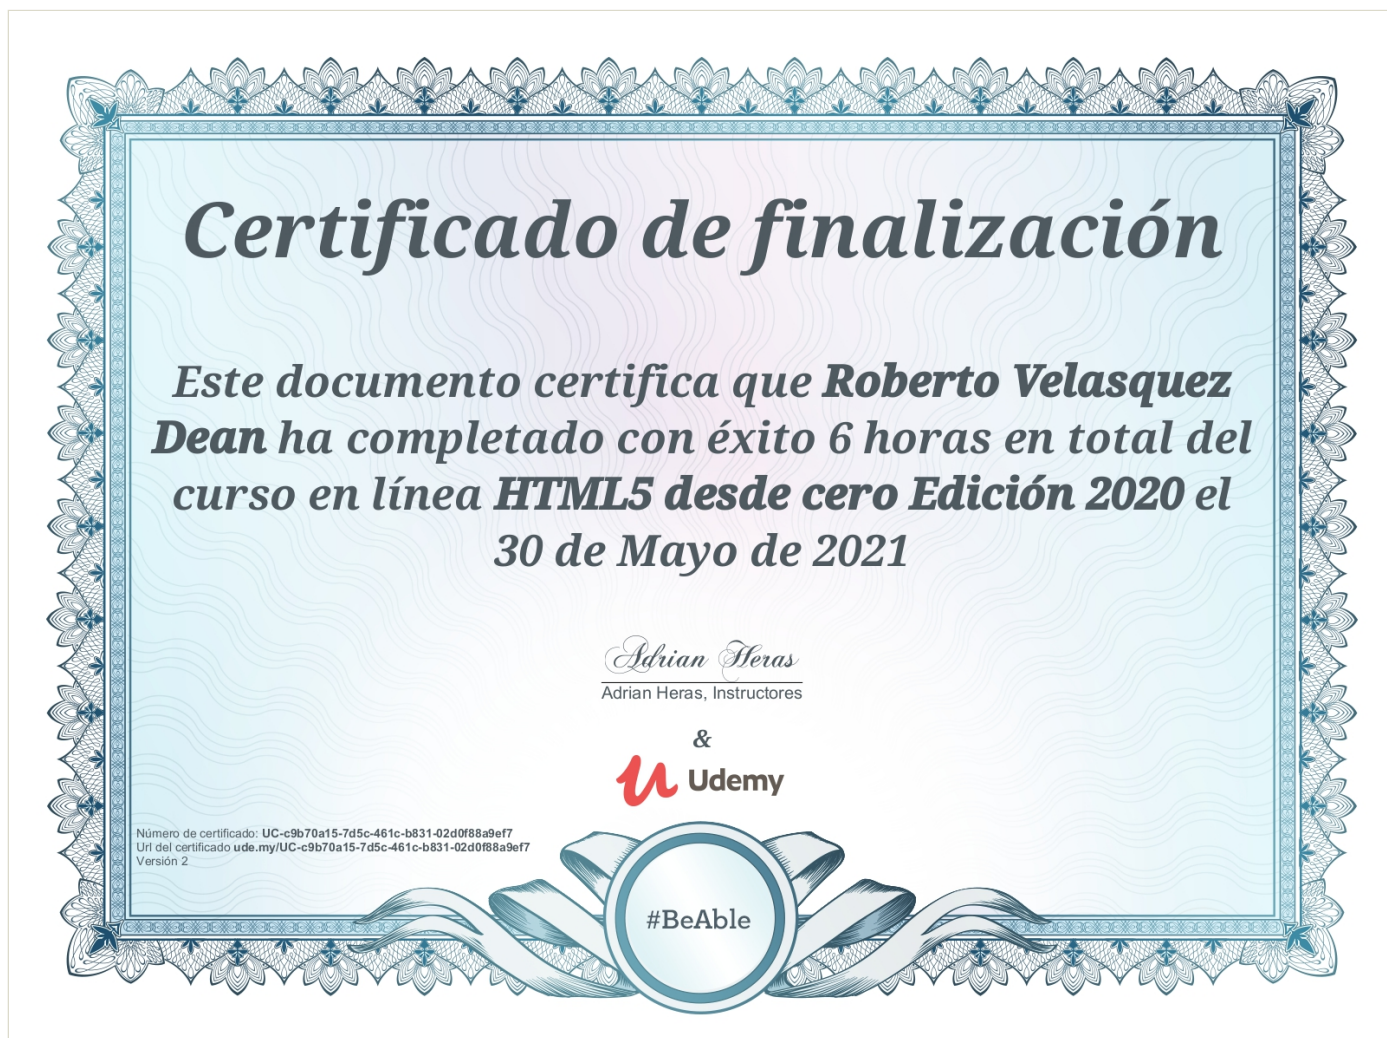 Certificado de finalización
Este documento certifica que Roberto Velasquez
Dean ha completado con éxito 6 horas en total del
curso en línea HTML5 desde cero Edición 2020 el
30 de Mayo de 2021
Adrian Heras
Adrian Heras, Instructores
&
Udemy
Número de certificado: UC-c9b70a15-7d5c-461c-b831-02d0f88a9ef7
Url del certificado ude.my/UC-c9b70a15-7d5c-461c-b831-02d0f88a9ef7
Versión 2
#BeAble